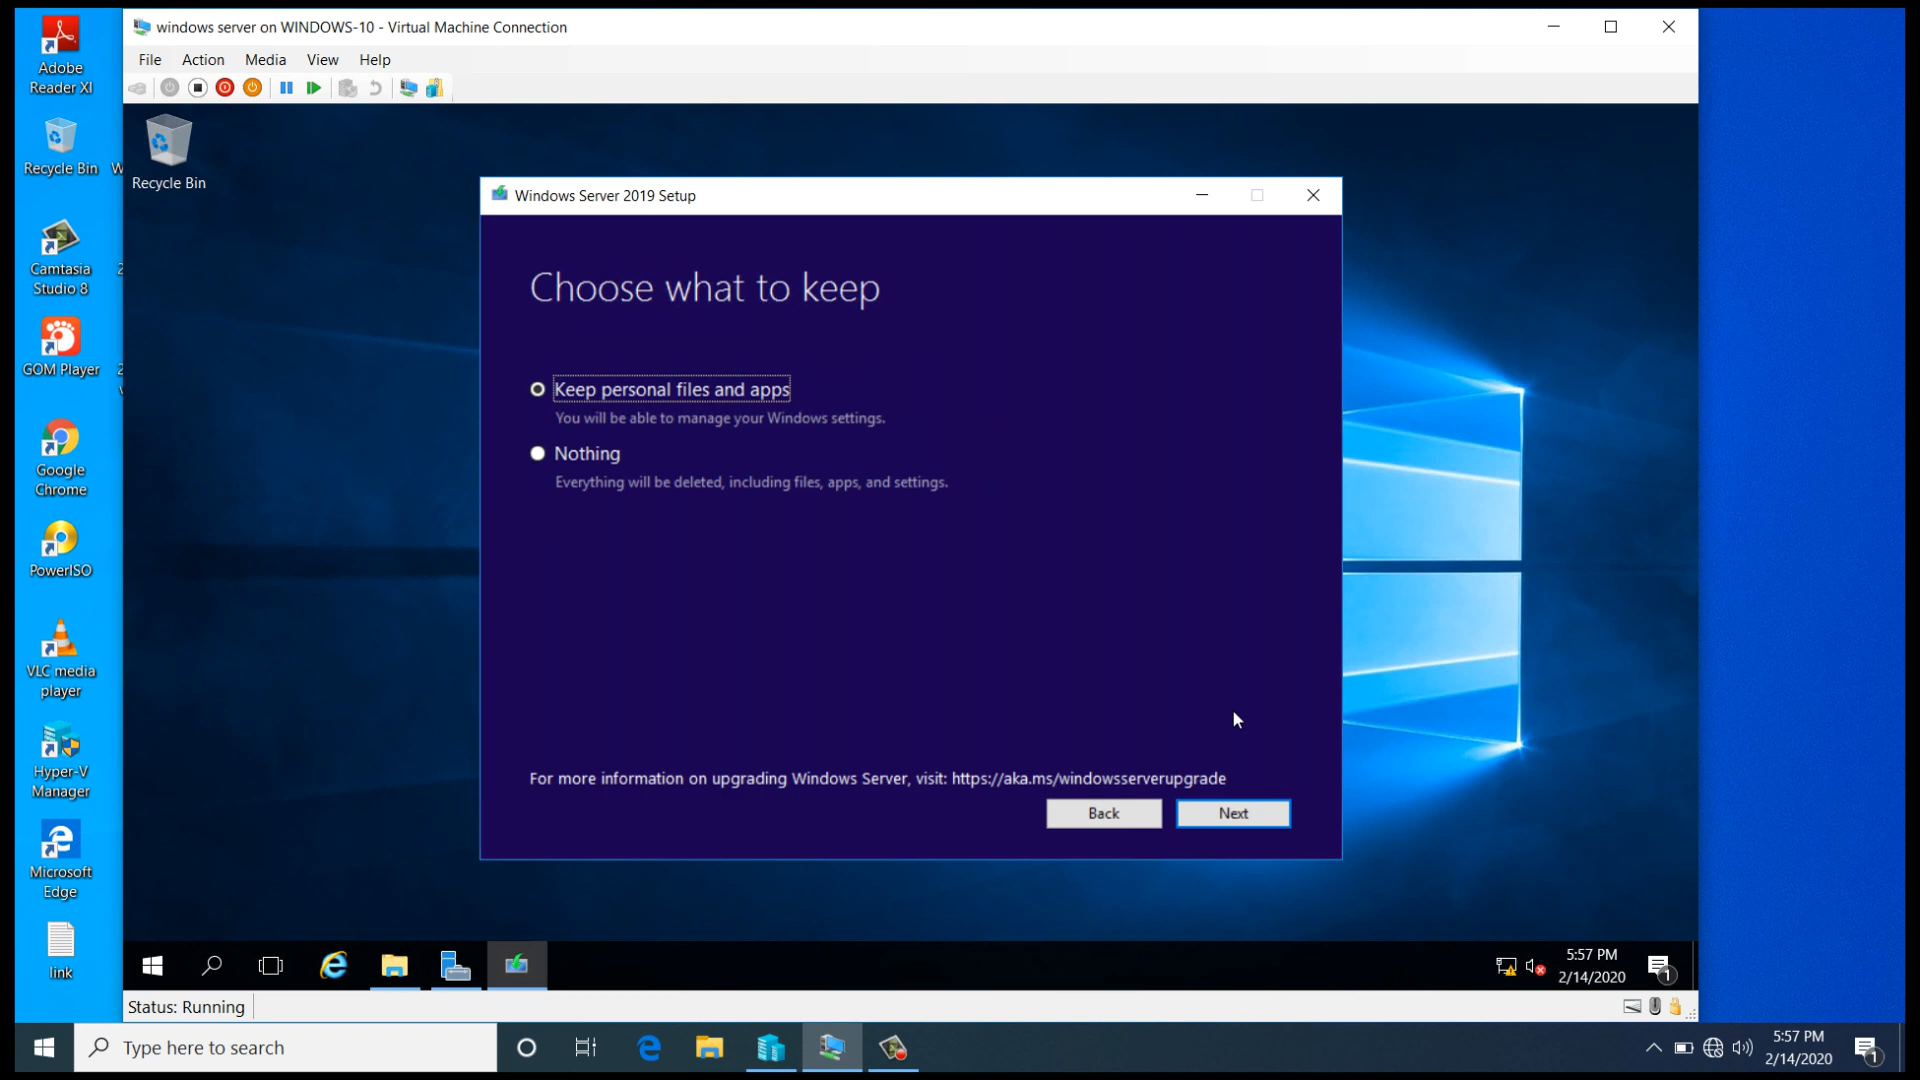 windows server on WINDOWS-10 - Virtual Machine Connection
File Action Media View Help
Adobe
Reader XI
Recycle Bin
Camtasia
Studio 8
GOM Player
Google
Chrome
PowerISO
VLC media
player
Hyper-V
Manager
Microsoft
Edge
link
W
2
2
Recycle Bin
Windows Server 2019 Setup
Choose what to keep
Keep personal files and apps
You will be able to manage your Windows settings.
Nothing
Everything will be deleted, including files, apps, and settings.
For more information on upgrading Windows Server, visit: https://aka.ms/windowsserverupgrade
Back
Next
5:57 PM
2/14/2020
1
Status: Running
Type here to search
5:57 PM
2/14/2020
1